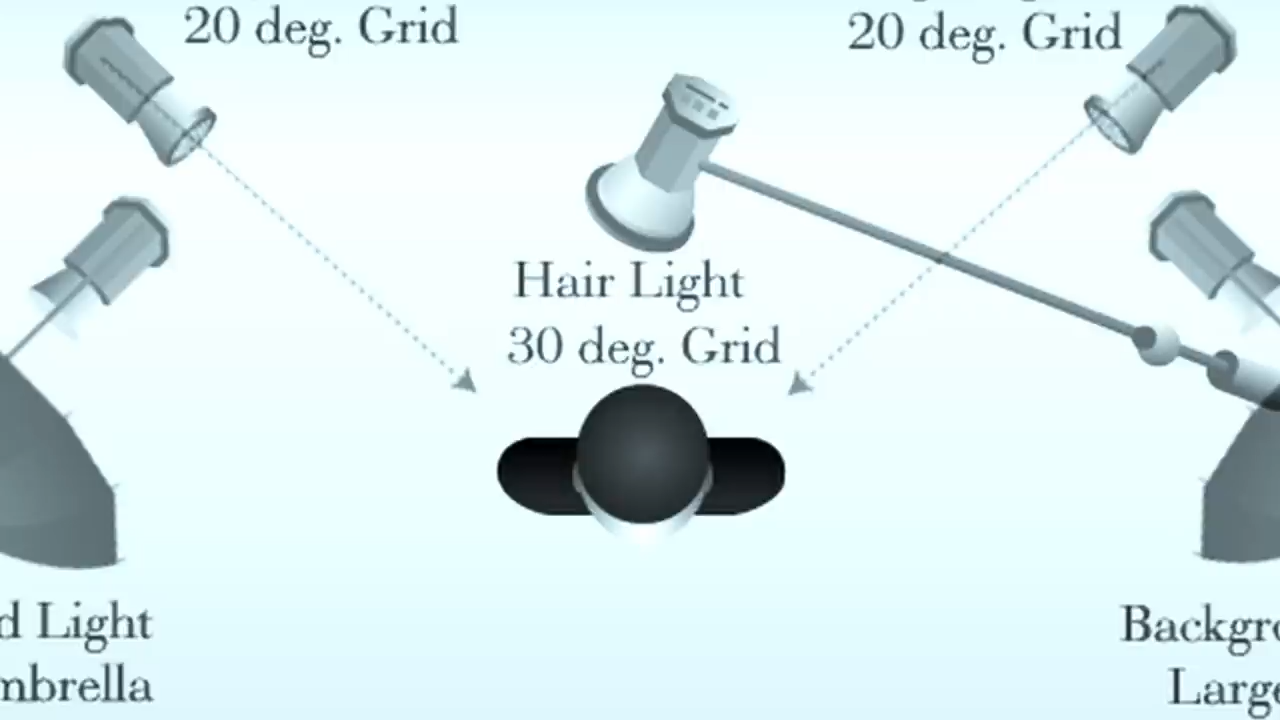 20 deg. Grid
20 deg. Grid
Hair Light
30 deg. Grid
d Light
mbrella
Backgro
Large